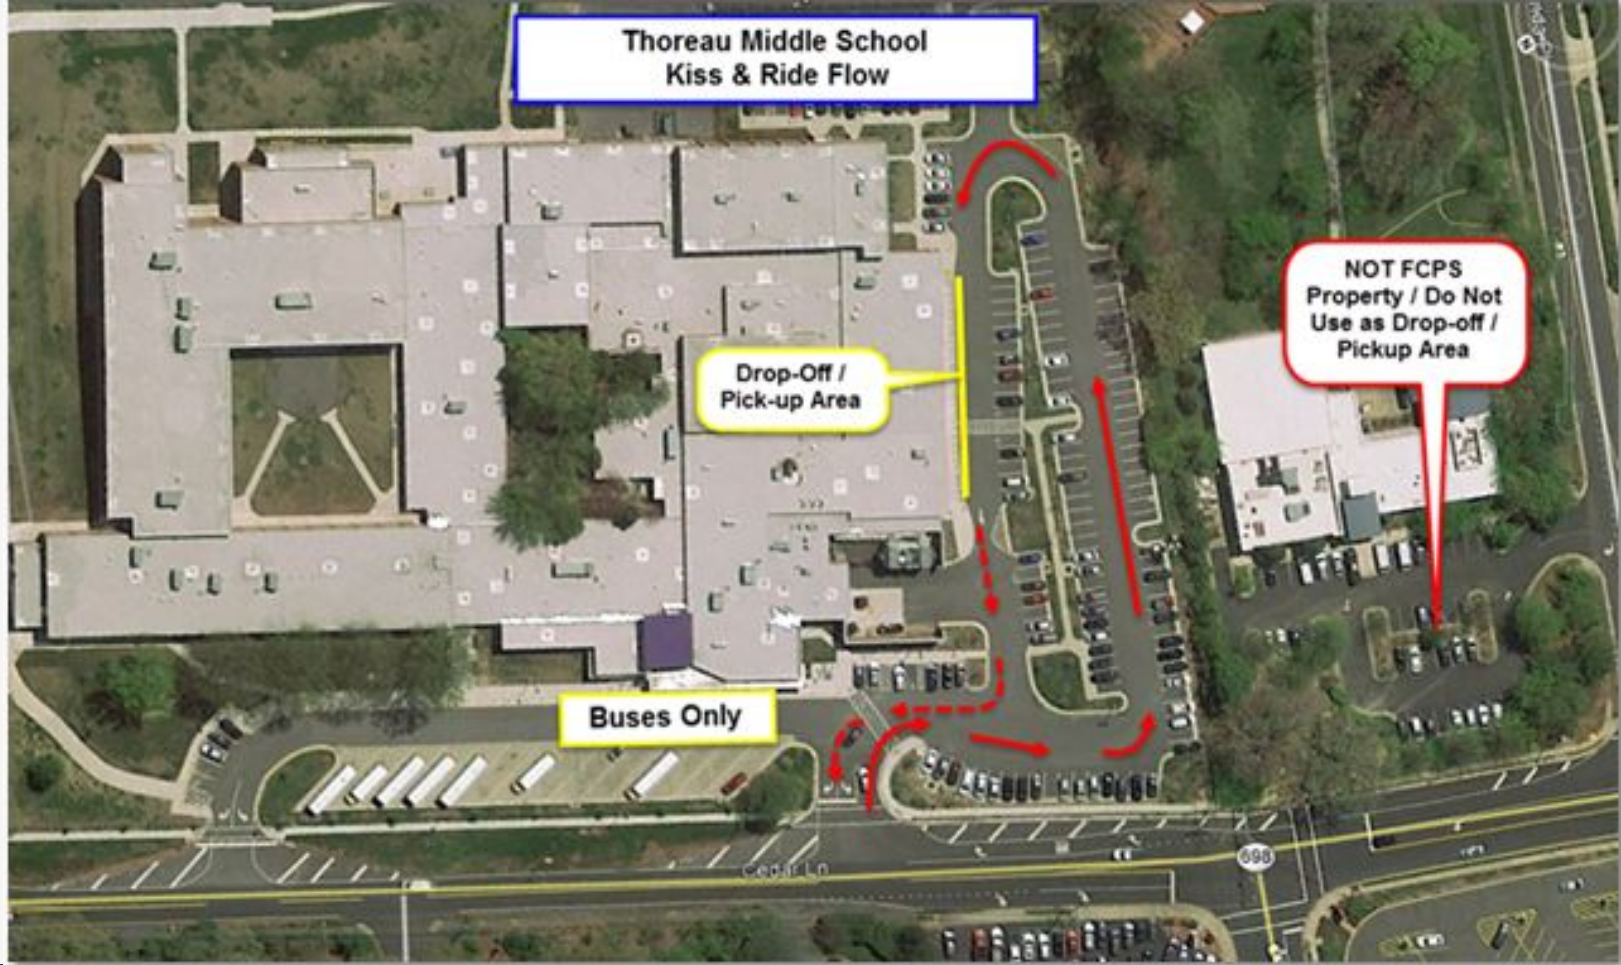 Thoreau Middle School
Kiss & Ride Flow
NOT FCPS
Property / Do Not
Use as Drop-off /
Pickup Area
Drop-Off /
Pick-up Area
Buses Only
Cedar Ln
698